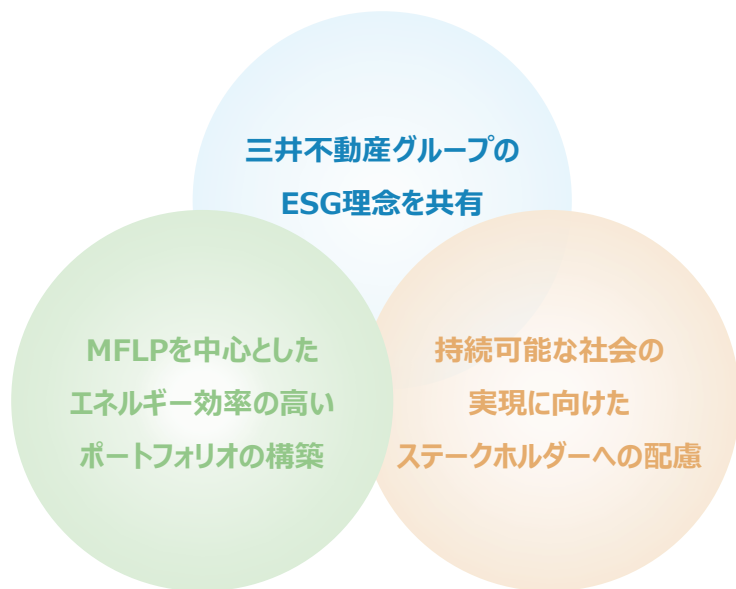 三井不動産グループの
ESG理念を共有
MFLPを中心とした
エネルギー効率の高い
ポートフォリオの構築
持続可能な社会の
実現に向けた
ステークホルダーへの配慮